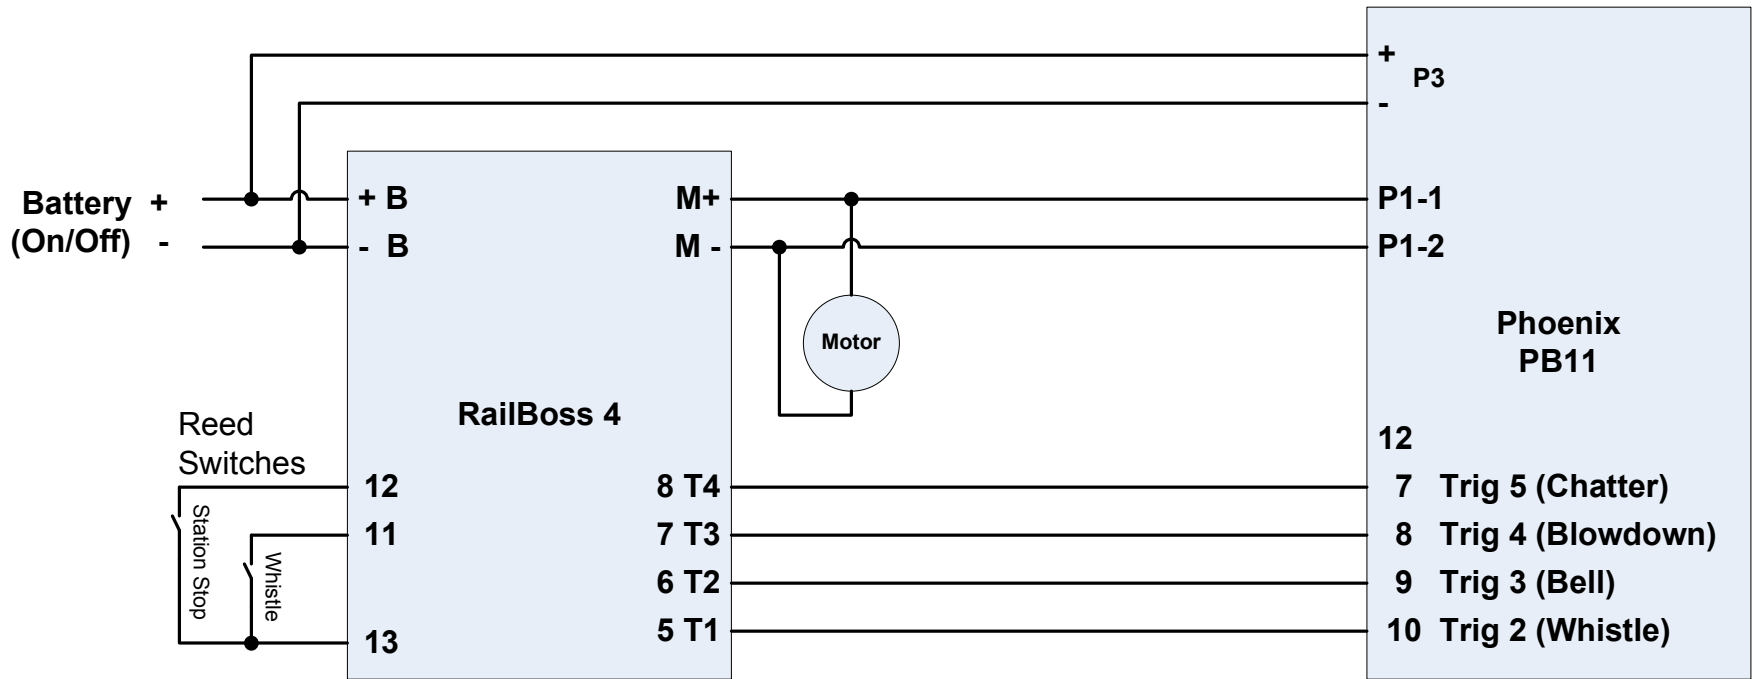 +
P3
-
Battery +
(On/Off) -
+ B
- B
M+
M -
P1-1
P1-2
Motor
Phoenix
PB11
RailBoss 4
Reed
Switches
Station Stop
Whistle
12
11
13
8 T4
7 T3
6 T2
5 T1
12
7 Trig 5 (Chatter)
8 Trig 4 (Blowdown)
9 Trig 3 (Bell)
10 Trig 2 (Whistle)